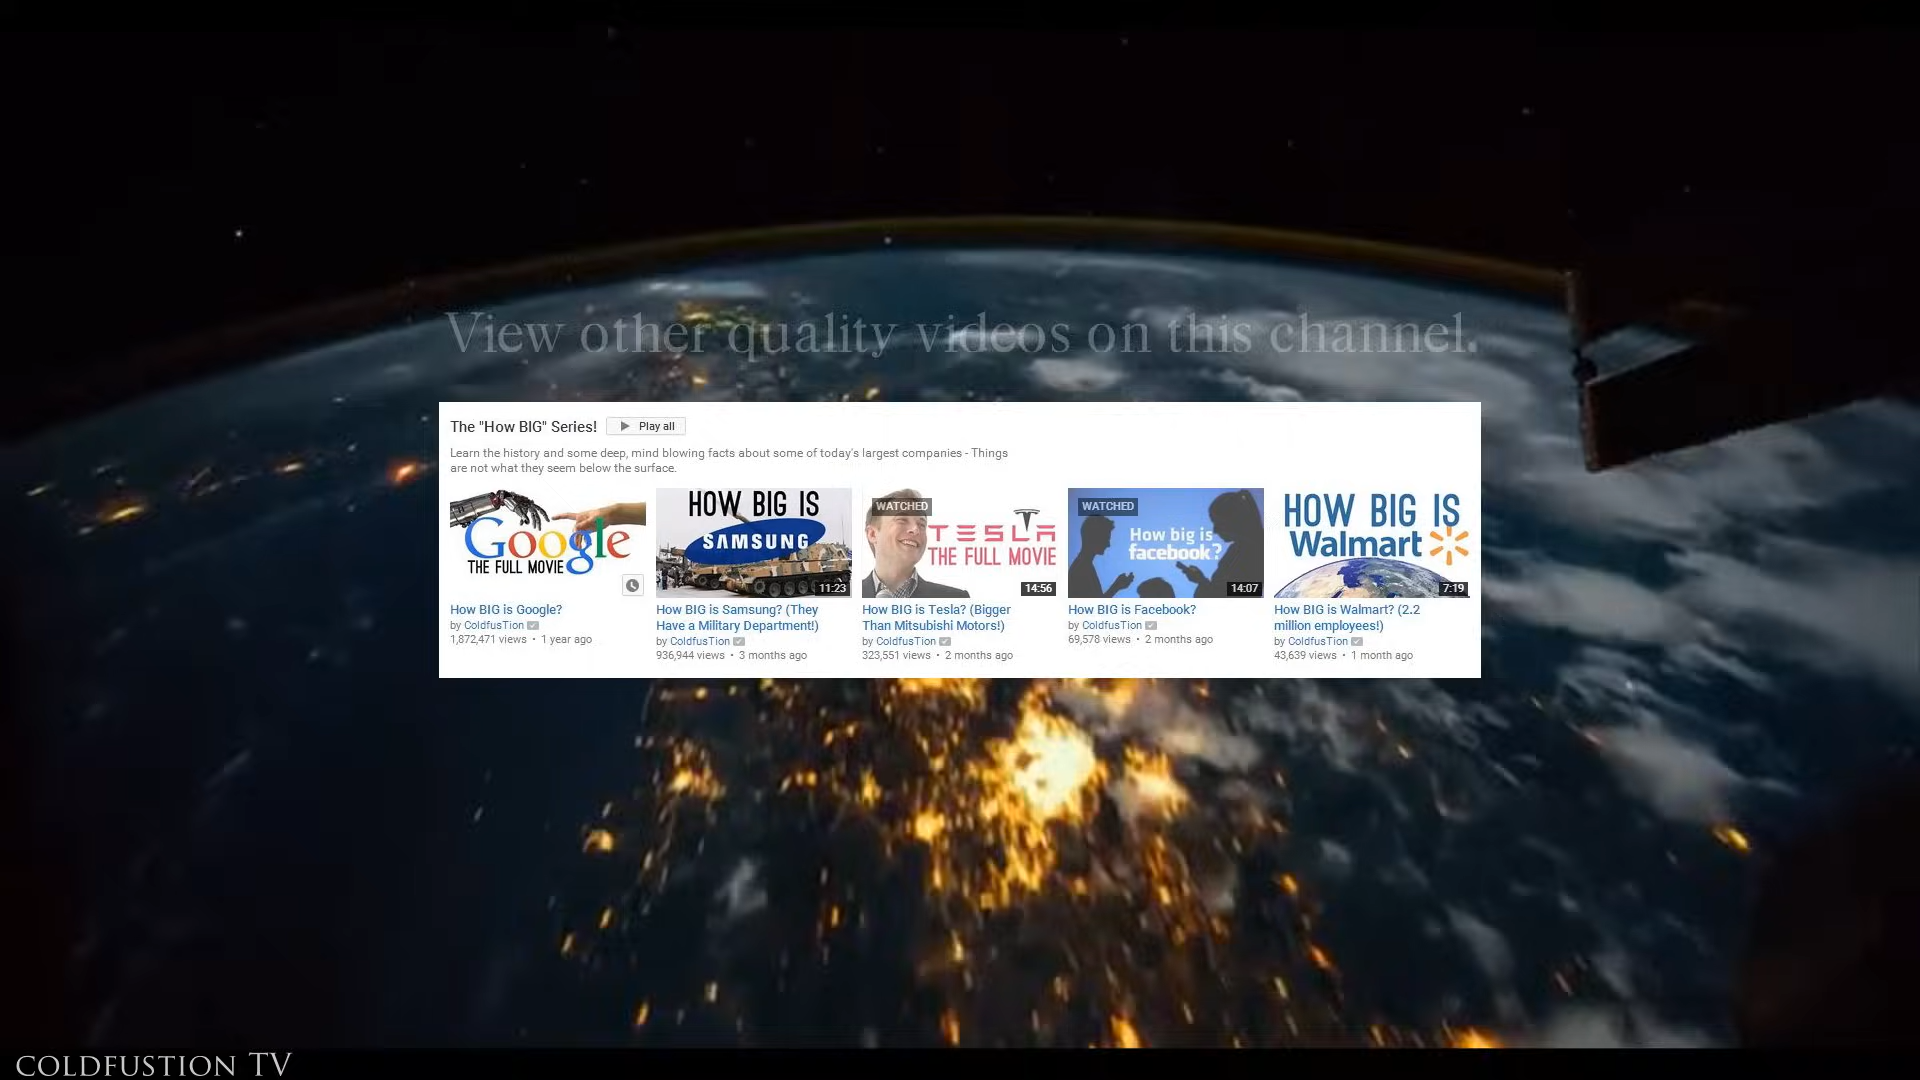 View other quality videos on this channel.
The "How BIG" Series! Play all
Learn the history and some deep, mind blowing facts about some of today's largest companies - Things
are not what they seem below the surface.
Google
THE FULL MOVIE
How BIG is Google?
by ColdfusTion
1,872,471 views • 1 year ago
HOW BIG IS
SAMSUNG
11:23
How BIG is Samsung? (They
Have a Military Department!)
by ColdfusTion
936,944 views • 3 months ago
WATCHED
TESLA
THE FULL MOVIE
14:56
How BIG is Tesla? (Bigger
Than Mitsubishi Motors!)
by ColdfusTion
323,551 views • 2 months ago
WATCHED
How big is
facebook?
14:07
How BIG is Facebook?
by ColdfusTion
69,578 views • 2 months ago
HOW BIG IS
Walmart
7:19
How BIG is Walmart? (2.2
million employees!)
by ColdfusTion
43,639 views • 1 month ago
COLDFUSTION TV